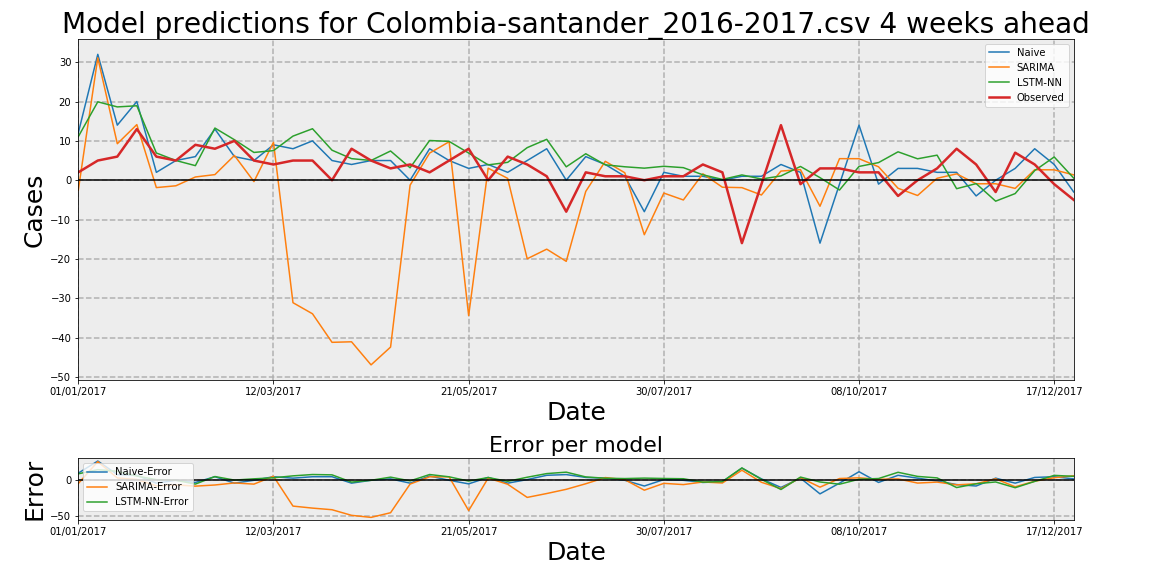 Model predictions for Colombia-santander_2016-2017.csv 4 weeks ahead
Cases
30
20
10
0
−10
−20
−30
−40
−50
Naive
SARIMA
LSTM-NN
Observed
01/01/2017 12/03/2017 21/05/2017 30/07/2017 08/10/2017 17/12/2017
Date
Error per model
Error
0
−50
Naive-Error
SARIMA-Error
LSTM-NN-Error
01/01/2017 12/03/2017 21/05/2017 30/07/2017 08/10/2017 17/12/2017
Date